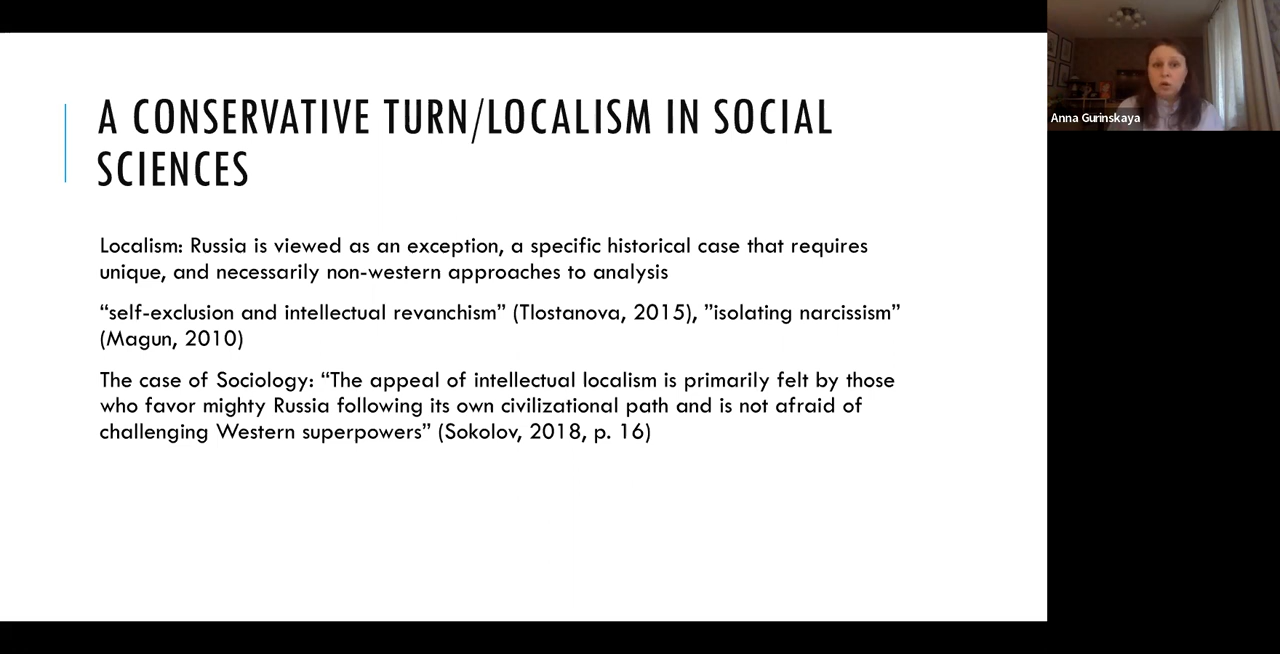 A CONSERVATIVE TURN/LOCALISM IN SOCIAL
SCIENCES
Localism: Russia is viewed as an exception, a specific historical case that requires
unique, and necessarily non-western approaches to analysis
“self-exclusion and intellectual revanchism” (Tlostanova, 2015), ”isolating narcissism”
(Magun, 2010)
The case of Sociology: “The appeal of intellectual localism is primarily felt by those
who favor mighty Russia following its own civilizational path and is not afraid of
challenging Western superpowers” (Sokolov, 2018, p. 16)
Anna Gurinskaya